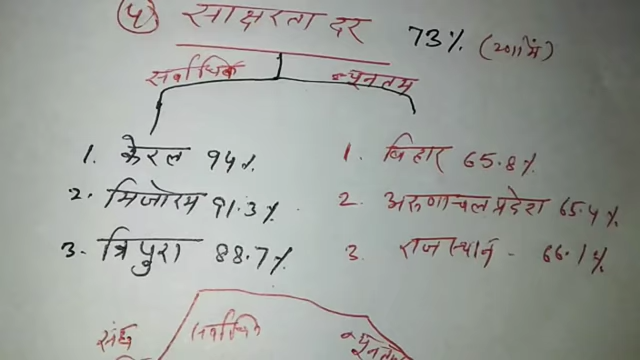 (५) साक्षरता दर 73% (2011 में)
सर्वाधिक न्यूनतम
1. केरल 94% 1. बिहार 65.8%
2. मिजोरम 91.3% 2. अरुणाचल प्रदेश 65.4%
3. त्रिपुरा 88.7% 3. राजस्थान - 66.1%
संघ सर्वाधिक न्यूनतम